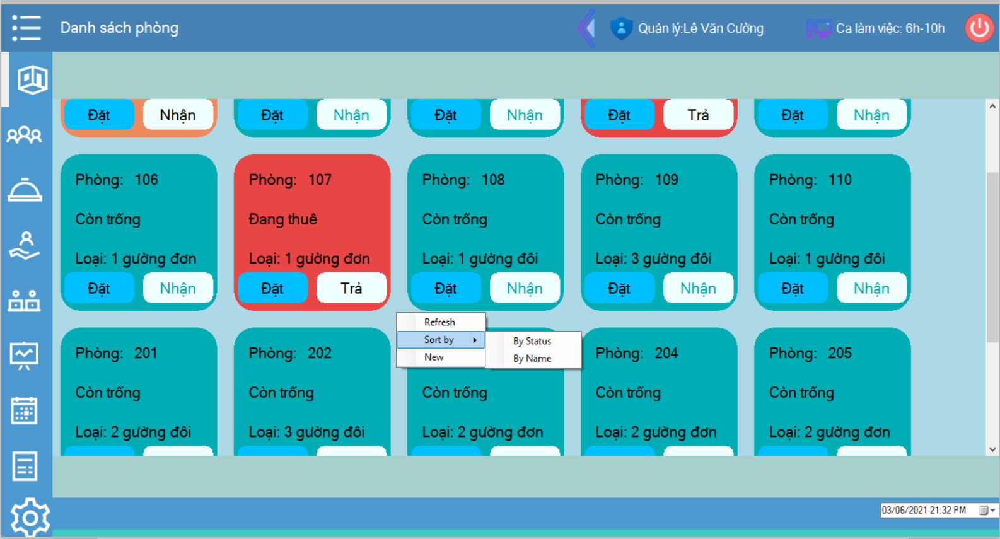 Danh sách phòng
Quản lý:Lê Văn Cường
Ca làm việc: 6h-10h
Đặt Nhận Đặt Nhận Đặt Nhận Đặt Trả Đặt Nhận
Phòng: 106 Phòng: 107 Phòng: 108 Phòng: 109 Phòng: 110
Còn trống Đang thuê Còn trống Còn trống Còn trống
Loại: 1 gường đơn Loại: 1 gường đơn Loại: 1 gường đôi Loại: 3 gường đôi Loại: 1 gường đôi
Đặt Nhận Đặt Trả Đặt Nhận Đặt Nhận Đặt Nhận
Refresh
Sort by
New
By Status
By Name
Phòng: 201 Phòng: 202 Phòng: 204 Phòng: 205
Còn trống Còn trống Còn trống Còn trống Còn trống
Loại: 2 gường đôi Loại: 3 gường đôi Loại: 2 gường đơn Loại: 2 gường đơn Loại: 2 gường đơn
03/06/2021 21:32 PM